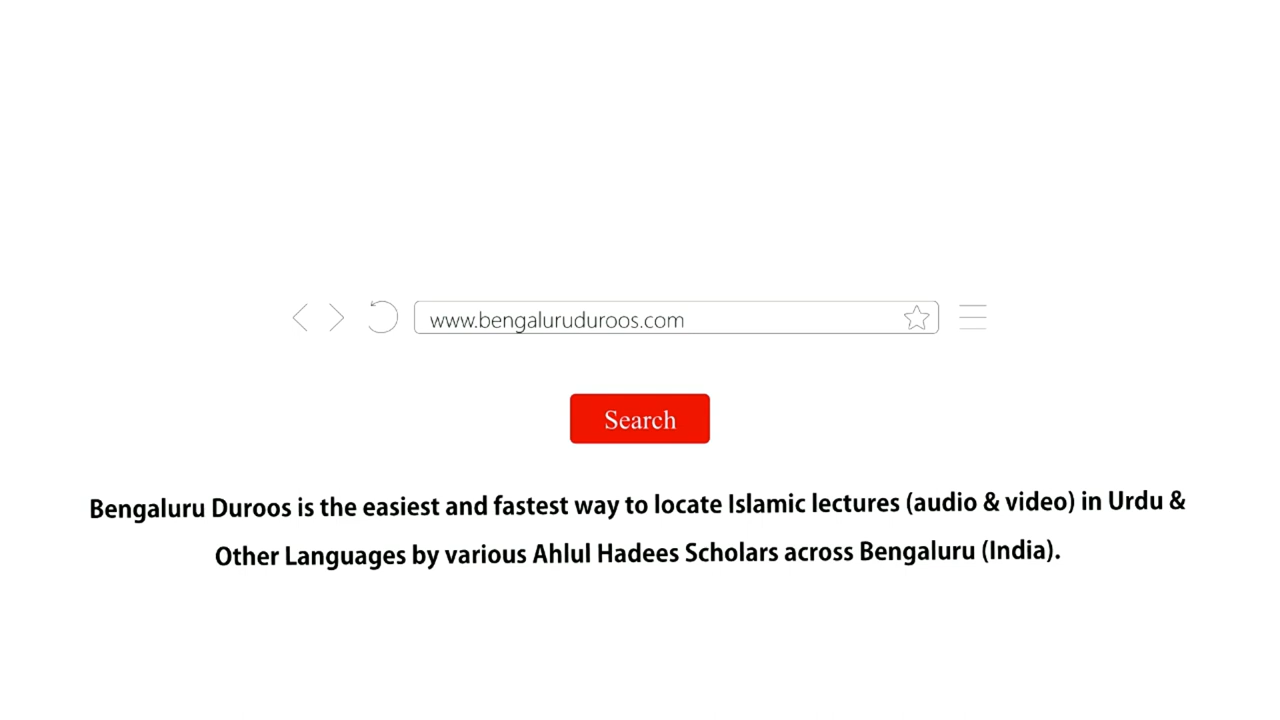 www.bengaluruduroos.com
Search
Bengaluru Duroos is the easiest and fastest way to locate Islamic lectures (audio & video) in Urdu &
Other Languages by various Ahlul Hadees Scholars across Bengaluru (India).